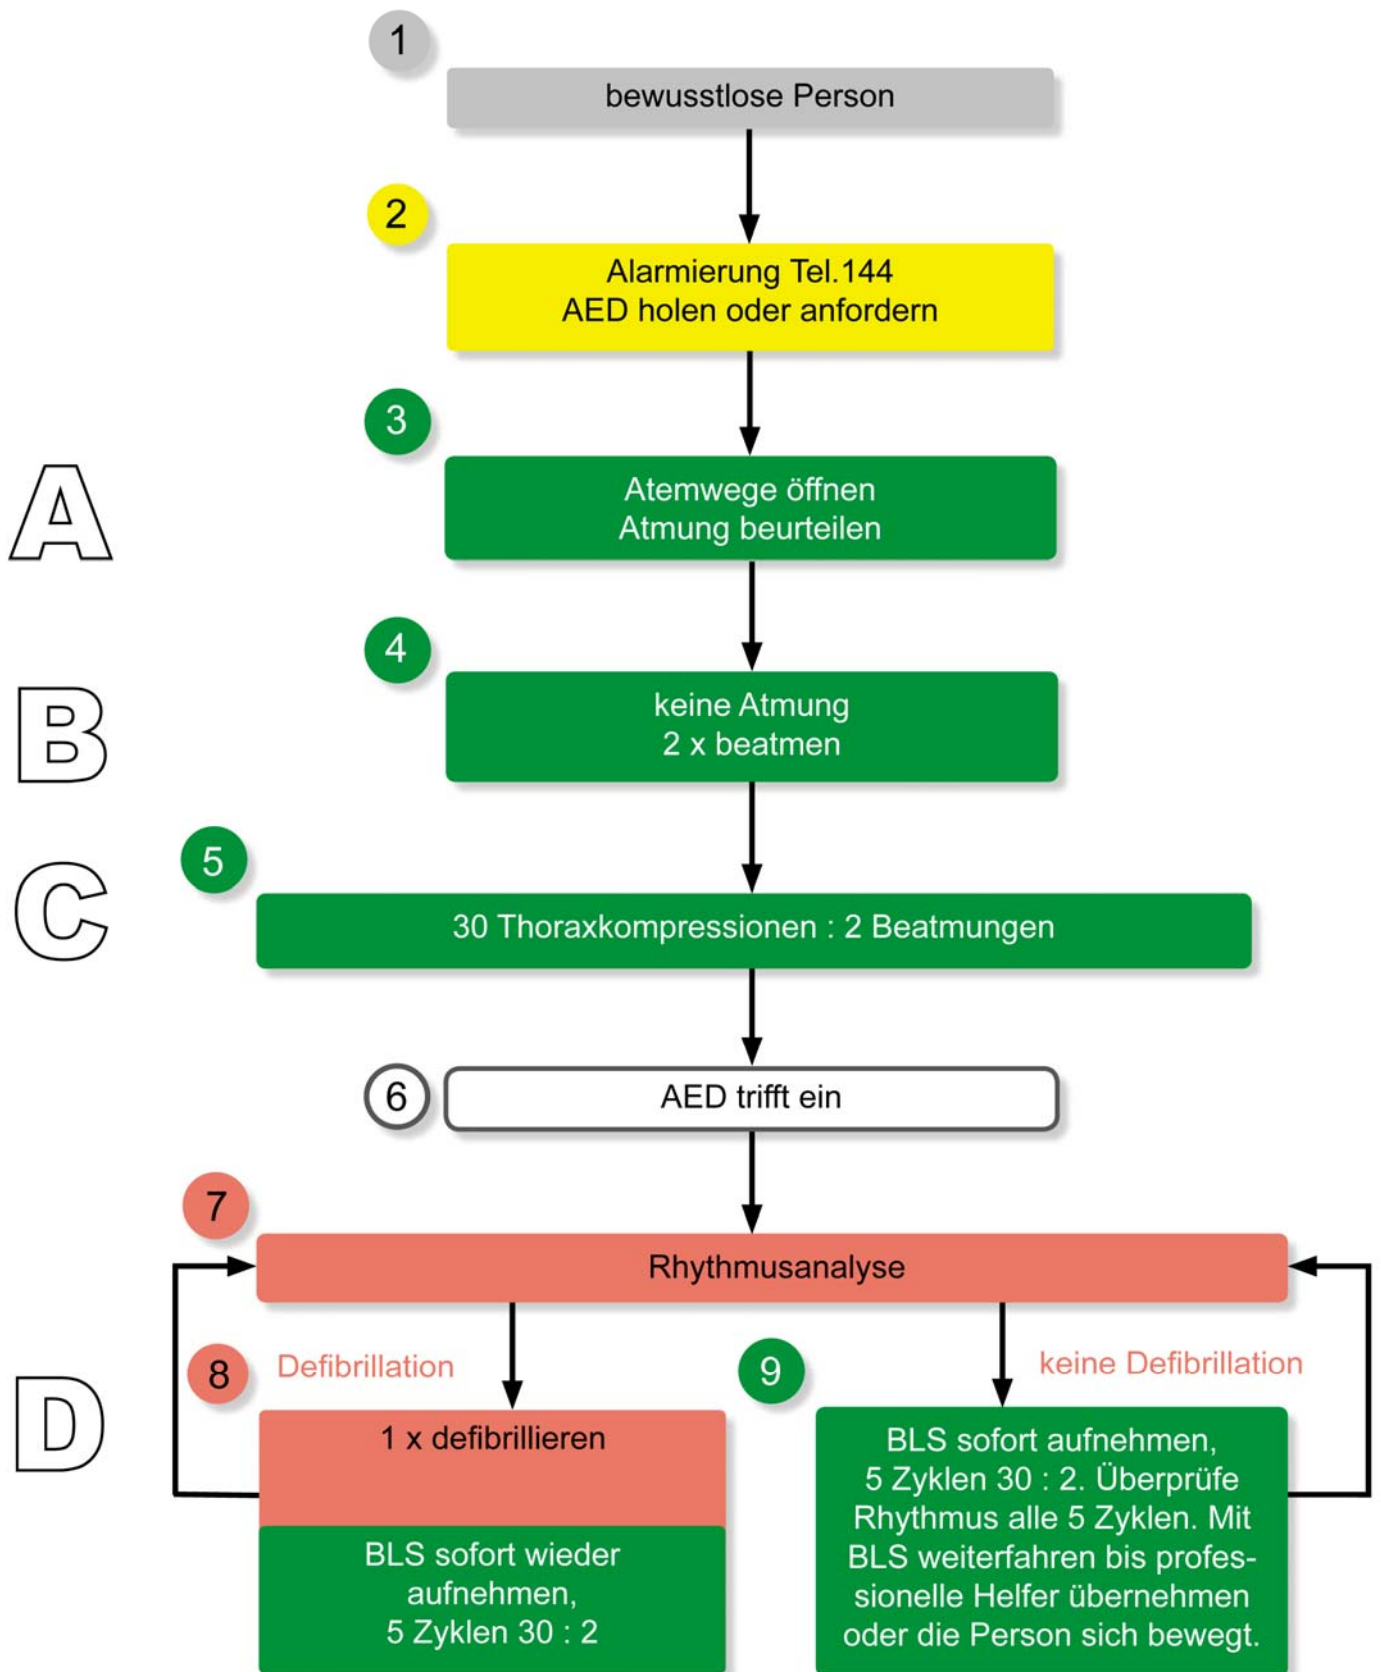 1
bewusstlose Person
2
Alarmierung Tel.144
AED holen oder anfordern
3
A
Atemwege öffnen
Atmung beurteilen
4
B
keine Atmung
2 x beatmen
5
C
30 Thoraxkompressionen : 2 Beatmungen
6
AED trifft ein
7
Rhythmusanalyse
D
8
Defibrillation
1 x defibrillieren
BLS sofort wieder
aufnehmen,
5 Zyklen 30 : 2
9
keine Defibrillation
BLS sofort aufnehmen,
5 Zyklen 30 : 2. Überprüfe
Rhythmus alle 5 Zyklen. Mit
BLS weiterfahren bis profes-
sionelle Helfer übernehmen
oder die Person sich bewegt.